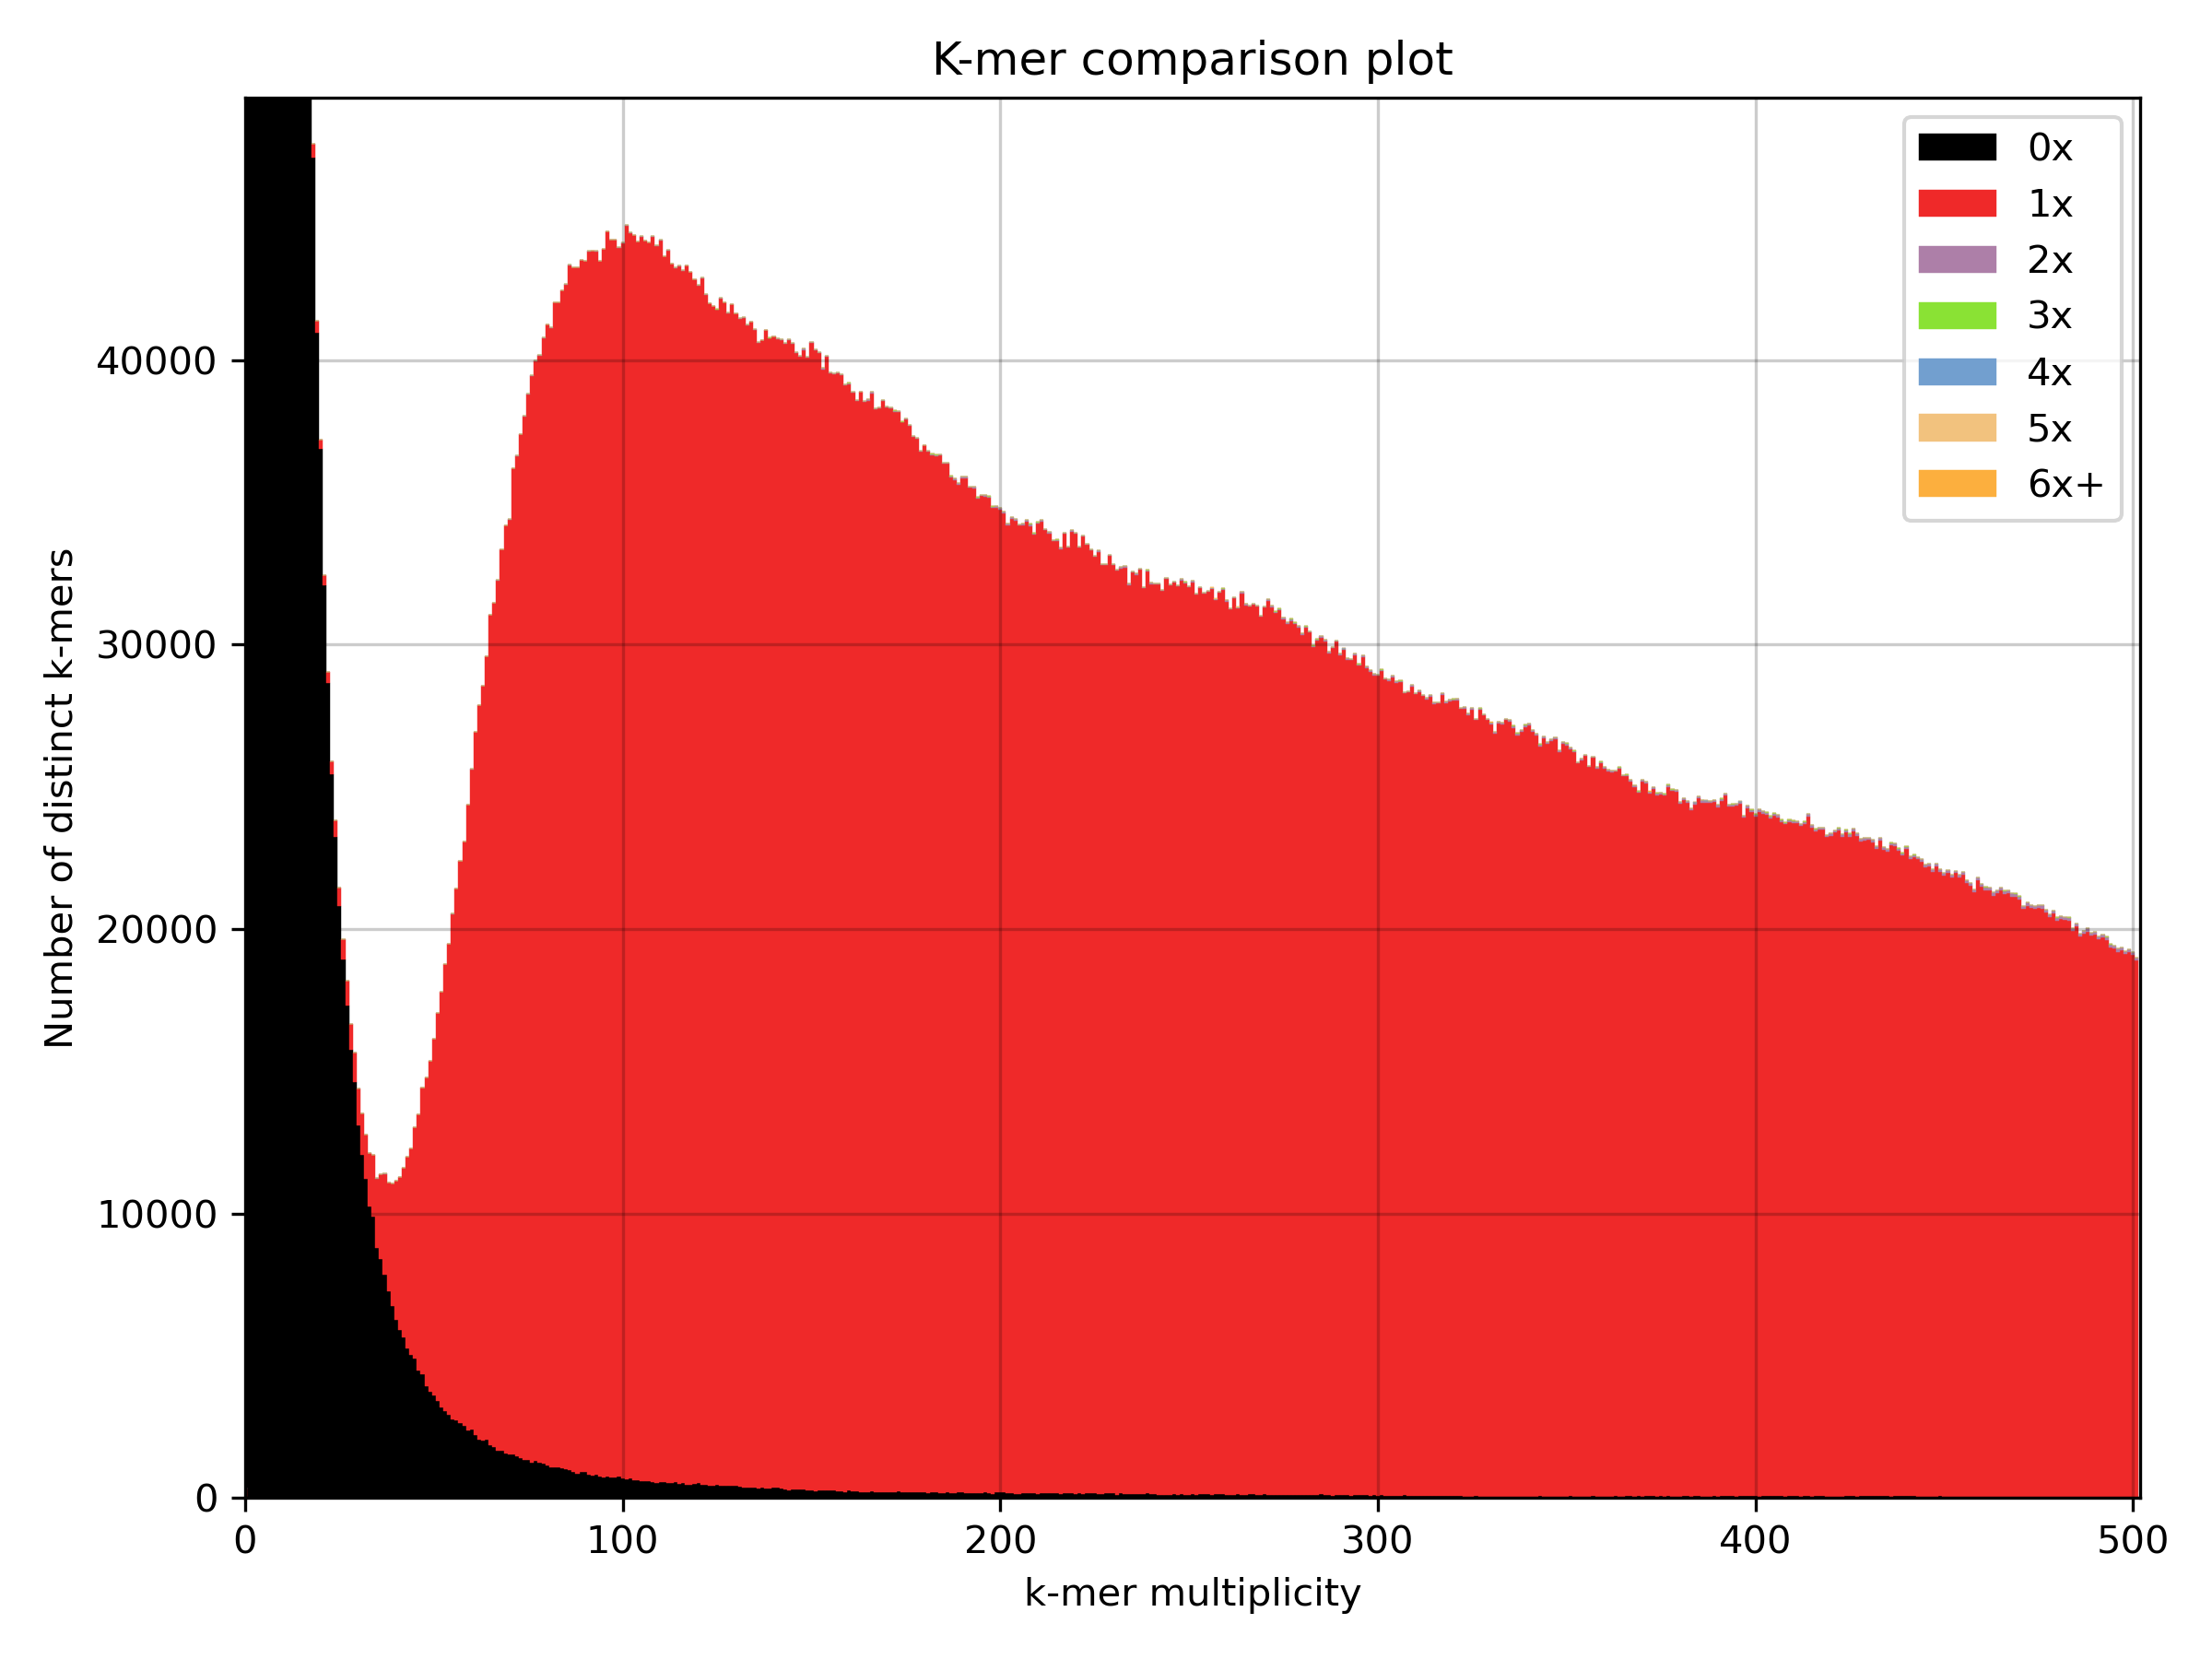 K-mer comparison plot
0x
1x
2x
3x
4x
5x
6x+
Number of distinct k-mers
40000
30000
20000
10000
0
0 100 200 300 400 500
k-mer multiplicity